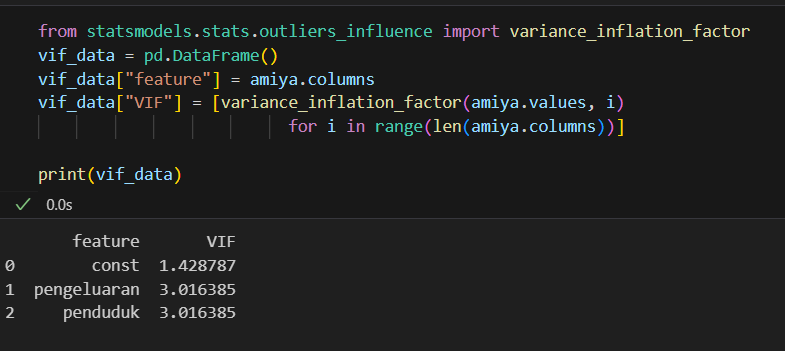 from statsmodels.stats.outliers_influence import variance_inflation_factor
vif_data = pd.DataFrame()
vif_data["feature"] = amiya.columns
vif_data["VIF"] = [variance_inflation_factor(amiya.values, i)
                        for i in range(len(amiya.columns))]
print(vif_data)
0.0s
       feature       VIF
0        const  1.428787
1  pengeluaran  3.016385
2     penduduk  3.016385